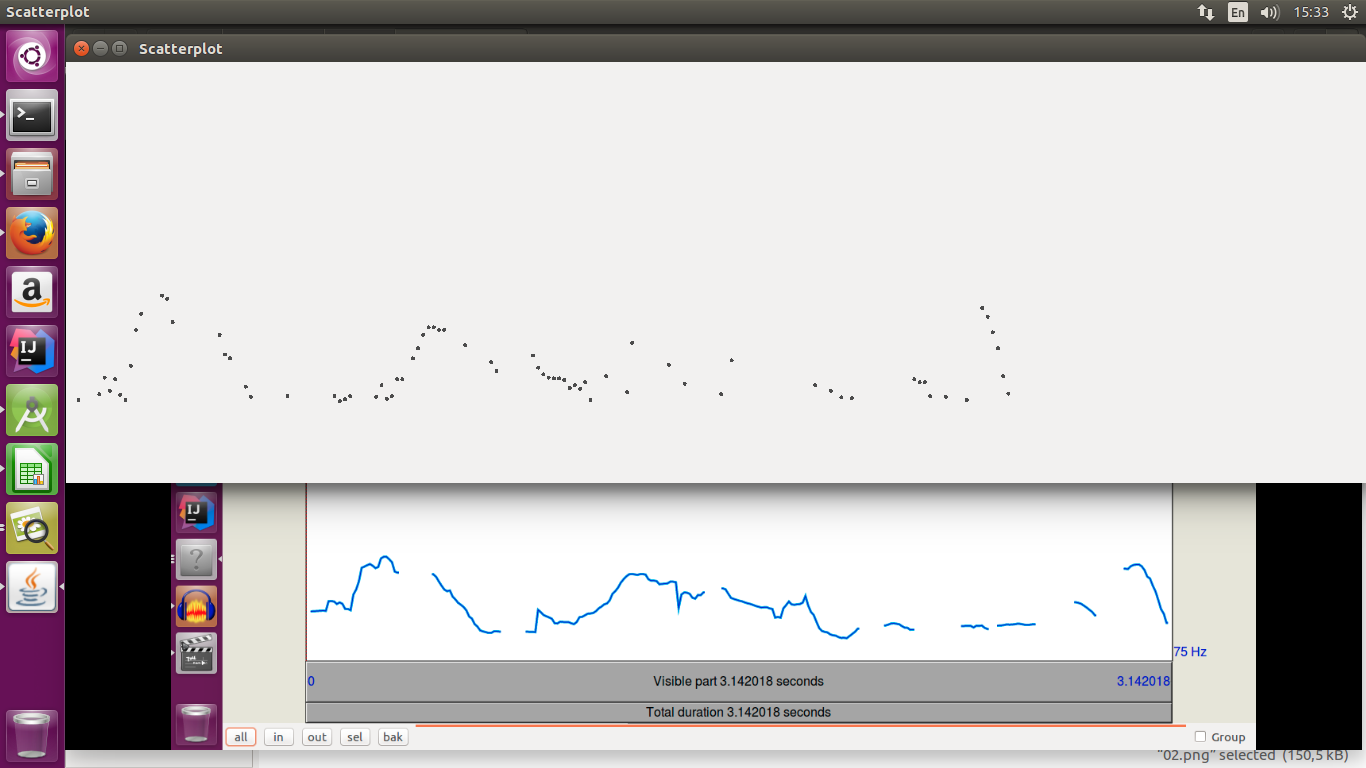 Scatterplot
En
15:33
Scatterplot
>_
a
IJ
IJ
?
75 Hz
0
Visible part 3.142018 seconds
3.142018
Total duration 3.142018 seconds
all
in
out
sel
bak
Group
"02.png" selected (150,5 kB)